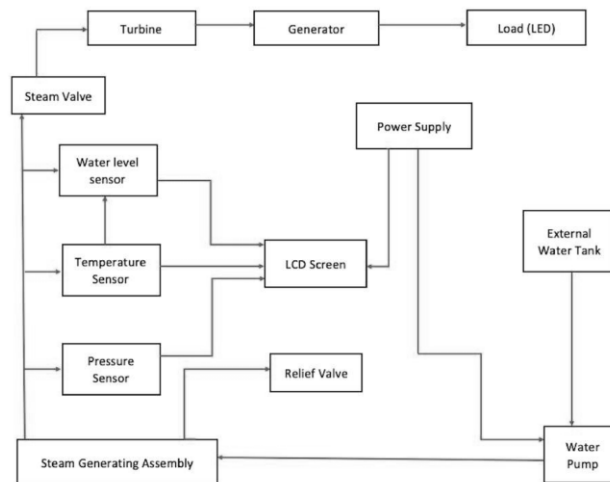 Turbine
Generator
Load (LED)
Steam Valve
Power Supply
Water level
sensor
External
Water Tank
Temperature
Sensor
LCD Screen
Pressure
Sensor
Relief Valve
Steam Generating Assembly
Water
Pump